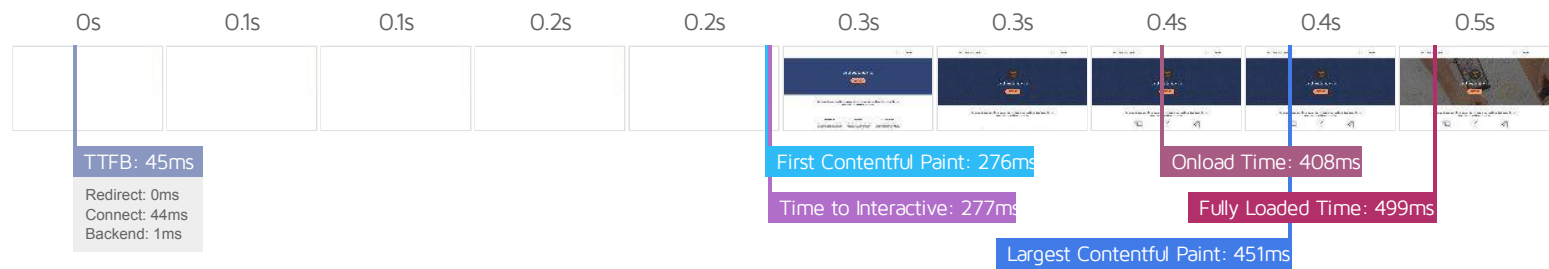 0s 0.1s 0.1s 0.2s 0.2s 0.3s 0.3s 0.4s 0.4s 0.5s
TTFB: 45ms
First Contentful Paint: 276ms
Onload Time: 408ms
Redirect: 0ms
Connect: 44ms
Backend: 1ms
Time to Interactive: 277ms
Fully Loaded Time: 499ms
Largest Contentful Paint: 451ms